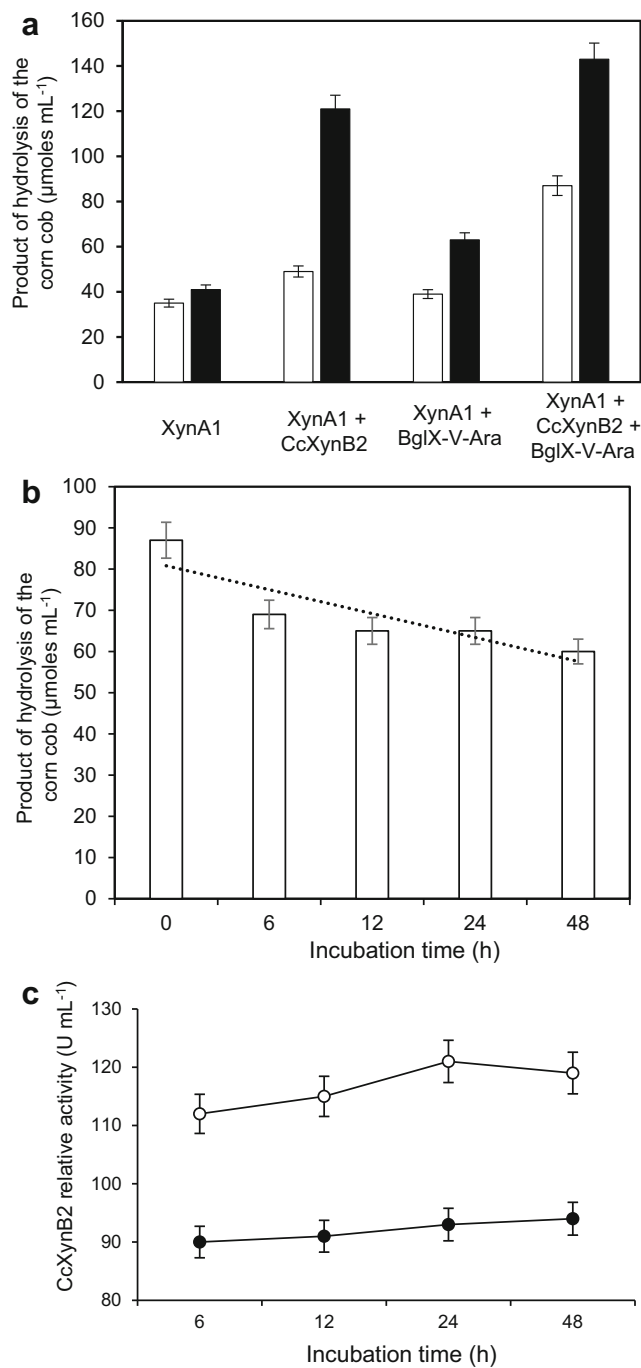 a
Product of hydrolysis of the
corn cob (µmoles mL-1)
160
140
120
100
80
60
40
20
0
XynA1
XynA1 +
CcXynB2
XynA1 +
BglX-V-Ara
XynA1 +
CcXynB2 +
BglX-V-Ara
b
Product of hydrolysis of the
corn cob (µmoles mL-1)
100
90
80
70
60
50
40
30
20
10
0
0 6 12 24 48
Incubation time (h)
c
CcXynB2 relative activity (U mL-1)
130
120
110
100
90
80
6 12 24 48
Incubation time (h)